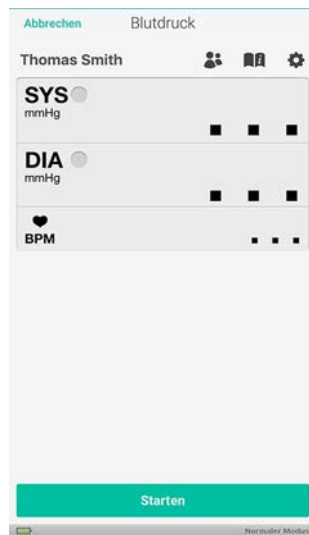 Abbrechen Blutdruck
Thomas Smith
SYS
mmHg
DIA
mmHg
BPM
Starten
Normaler Modus